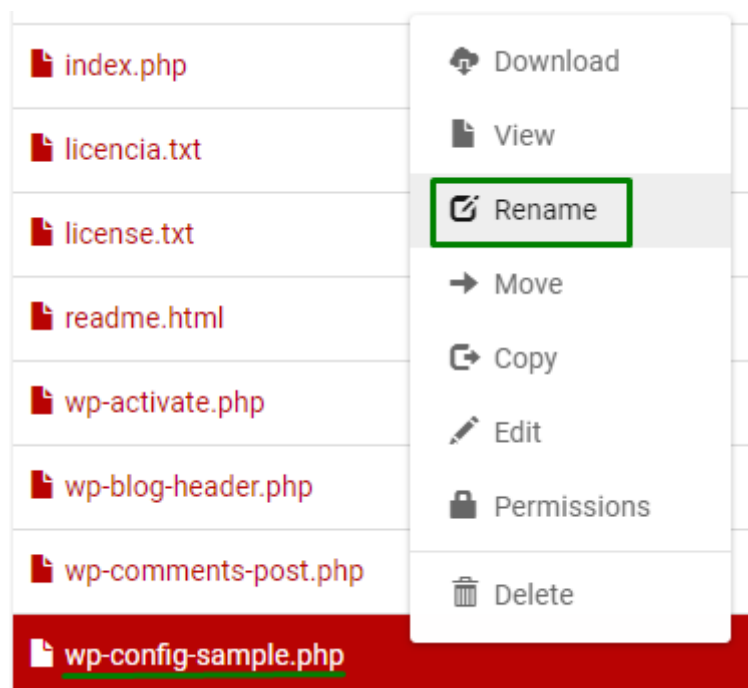 index.php
licencia.txt
license.txt
readme.html
wp-activate.php
wp-blog-header.php
wp-comments-post.php
wp-config-sample.php
Download
View
Rename
Move
Copy
Edit
Permissions
Delete